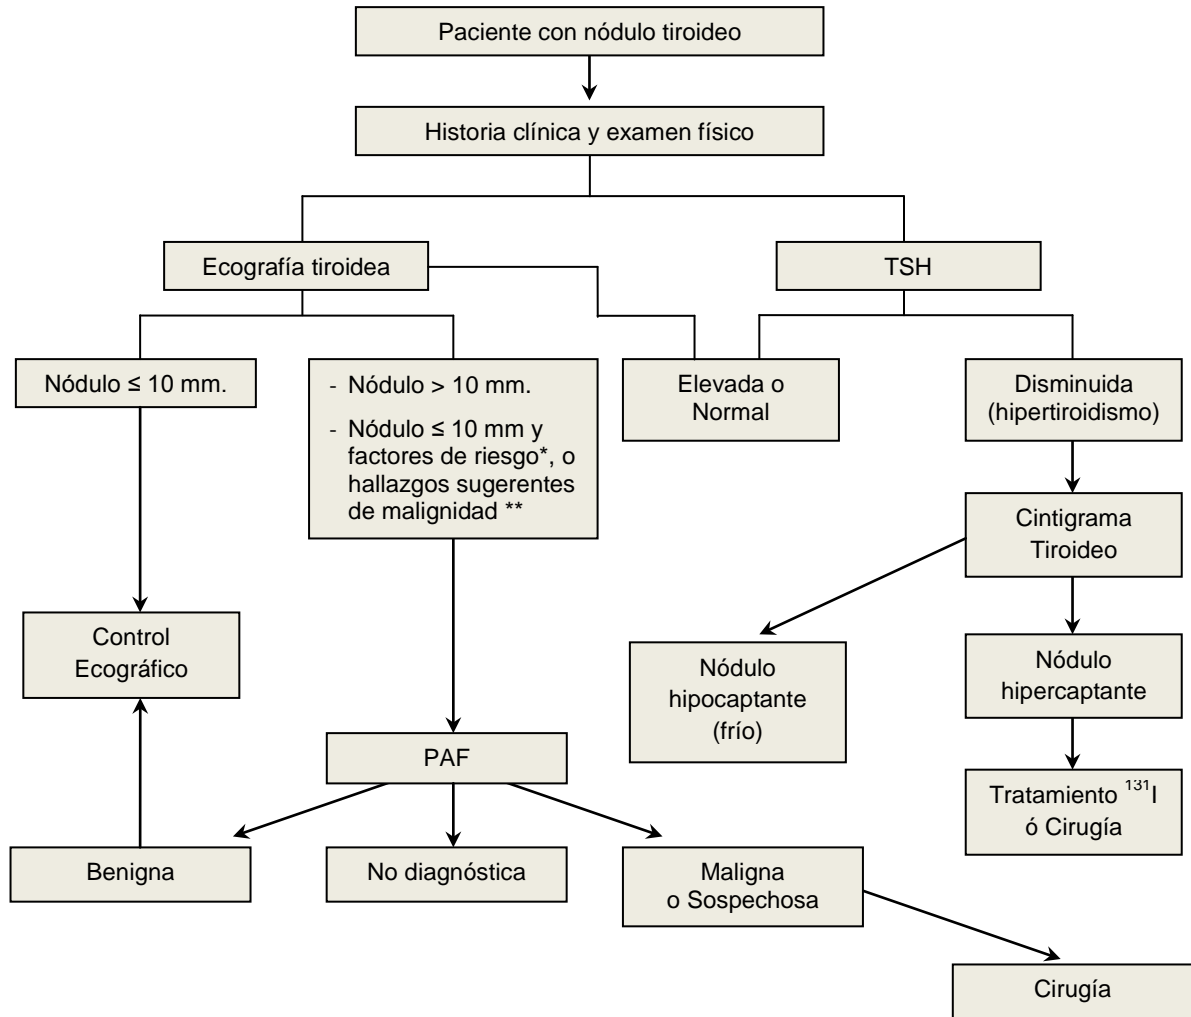 Paciente con nódulo tiroideo
Historia clínica y examen físico
Ecografía tiroidea
TSH
Nódulo ≤ 10 mm.
- Nódulo > 10 mm.
- Nódulo ≤ 10 mm y
factores de riesgo*, o
hallazgos sugerentes
de malignidad **
Elevada o
Normal
Disminuida
(hipertiroidismo)
Cintigrama
Tiroideo
Control
Ecográfico
Nódulo
hipocaptante
(frío)
Nódulo
hipercaptante
PAF
Tratamiento ¹³¹I
ó Cirugía
Benigna
No diagnóstica
Maligna
o Sospechosa
Cirugía